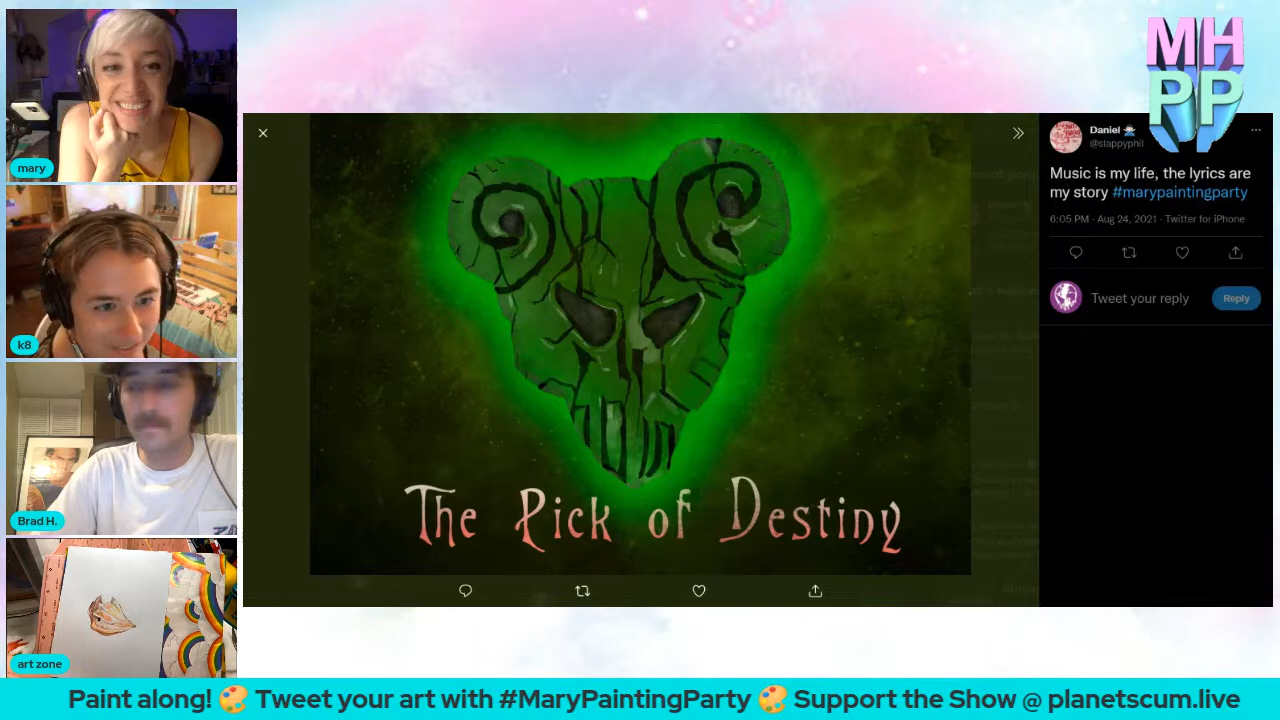 MH
PP
mary
k8
Brad H.
art zone
The Pick of Destiny
Daniel
@slappyphil
Music is my life, the lyrics are
my story #marypaintingparty
6:05 PM · Aug 24, 2021 · Twitter for iPhone
Tweet your reply
Reply
Paint along! 🎨 Tweet your art with #MaryPaintingParty 🎨 Support the Show @ planetscum.live